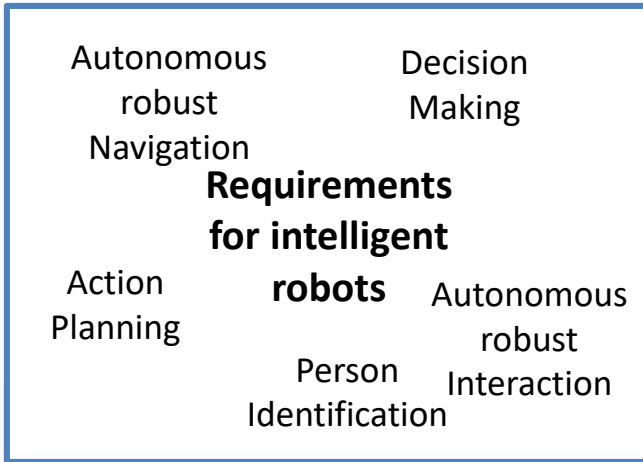 Autonomous
robust
Navigation
Decision
Making
Requirements
for intelligent
robots
Action
Planning
Autonomous
robust
Interaction
Person
Identification